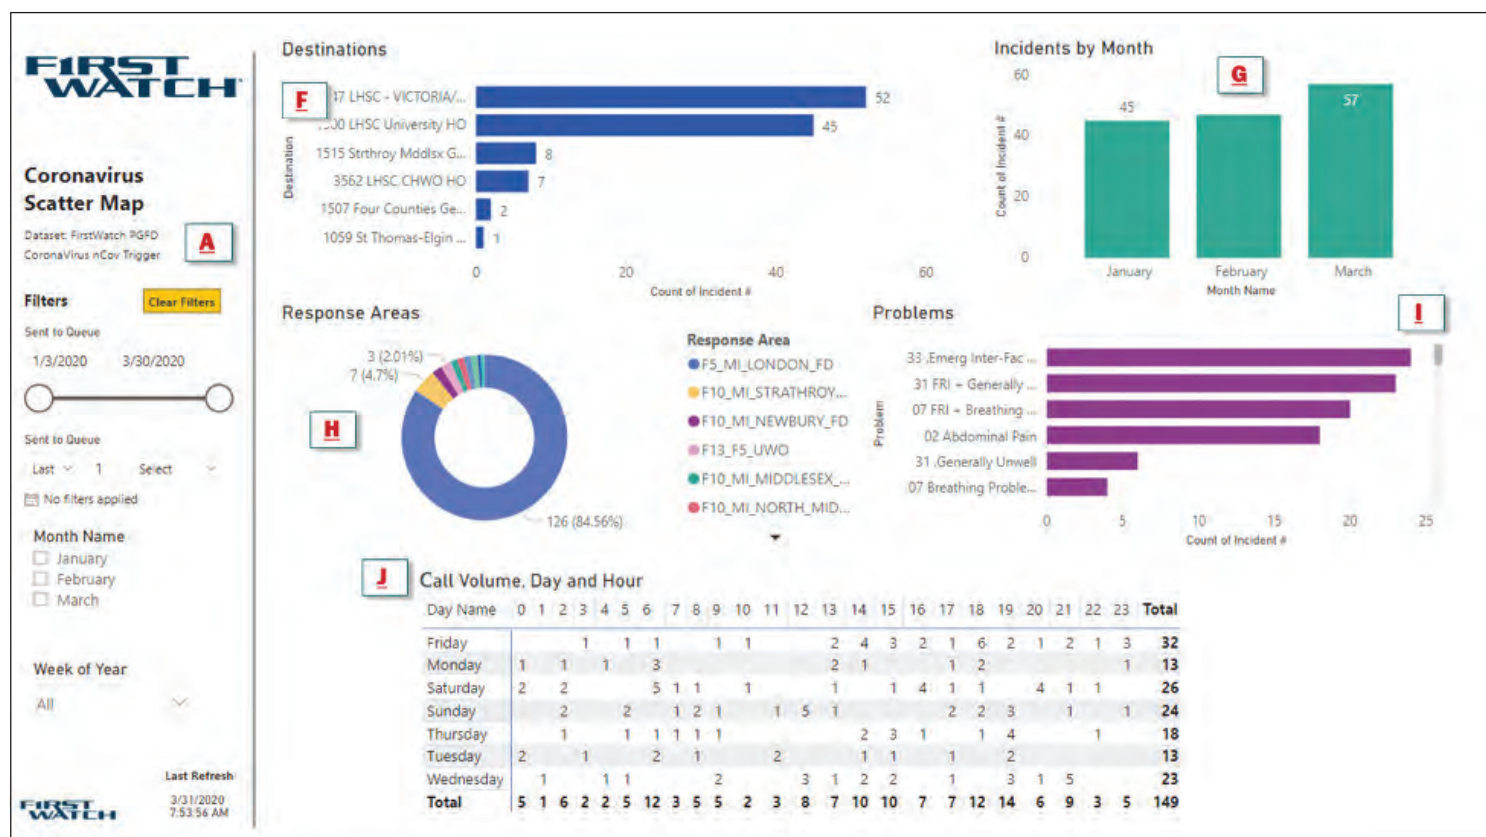 FIRST
WATCH
Coronavirus
Scatter Map
Dataset: FirstWatch PGFD
CoronaVirus nCov Trigger
A
Filters
Clear Filters
Sent to Queue
1/3/2020 3/30/2020
Sent to Queue
Last 1 Select
No filters applied
Month Name
January
February
March
Week of Year
All
Last Refresh
3/31/2020
7:53:56 AM
FIRST
WATCH
Destinations
F
47 LHSC - VICTORIA/... 52
LHSC University HO 45
1515 Strthroy Mddlsx G... 8
3562 LHSC CHWO HO 7
1507 Four Counties Ge... 2
1059 St Thomas-Elgin ... 1
Destination
0 20 40 60
Count of Incident #
Incidents by Month
G
60
40
20
0
Count of Incident #
45 57
January February March
Month Name
Response Areas
H
3 (2.01%)
7 (4.7%)
126 (84.56%)
Response Area
F5_MI_LONDON_FD
F10_MI_STRATHROY...
F10_MI_NEWBURY_FD
F13_F5_UWO
F10_MI_MIDDLESEX_...
F10_MI_NORTH_MID...
Problems
I
33 .Emerg Inter-Fac ...
31 FRI + Generally ...
07 FRI + Breathing ...
02 Abdominal Pain
31 .Generally Unwell
07 Breathing Proble...
Problem
0 5 10 15 20 25
Count of Incident #
J
Call Volume, Day and Hour
Day Name 0 1 2 3 4 5 6 7 8 9 10 11 12 13 14 15 16 17 18 19 20 21 22 23 Total
Friday 1 1 1 1 1 2 4 3 2 1 6 2 1 2 1 3 32
Monday 1 1 1 3 2 1 1 2 1 13
Saturday 2 2 5 1 1 1 1 1 4 1 1 4 1 1 26
Sunday 2 2 1 2 1 1 5 1 2 2 3 1 1 24
Thursday 1 1 1 1 1 1 2 3 1 1 4 1 18
Tuesday 2 1 2 1 2 1 1 1 2 13
Wednesday 1 1 1 2 3 1 2 2 1 3 1 5 23
Total 5 1 6 2 2 5 12 3 5 5 2 3 8 7 10 10 7 7 12 14 6 9 3 5 149